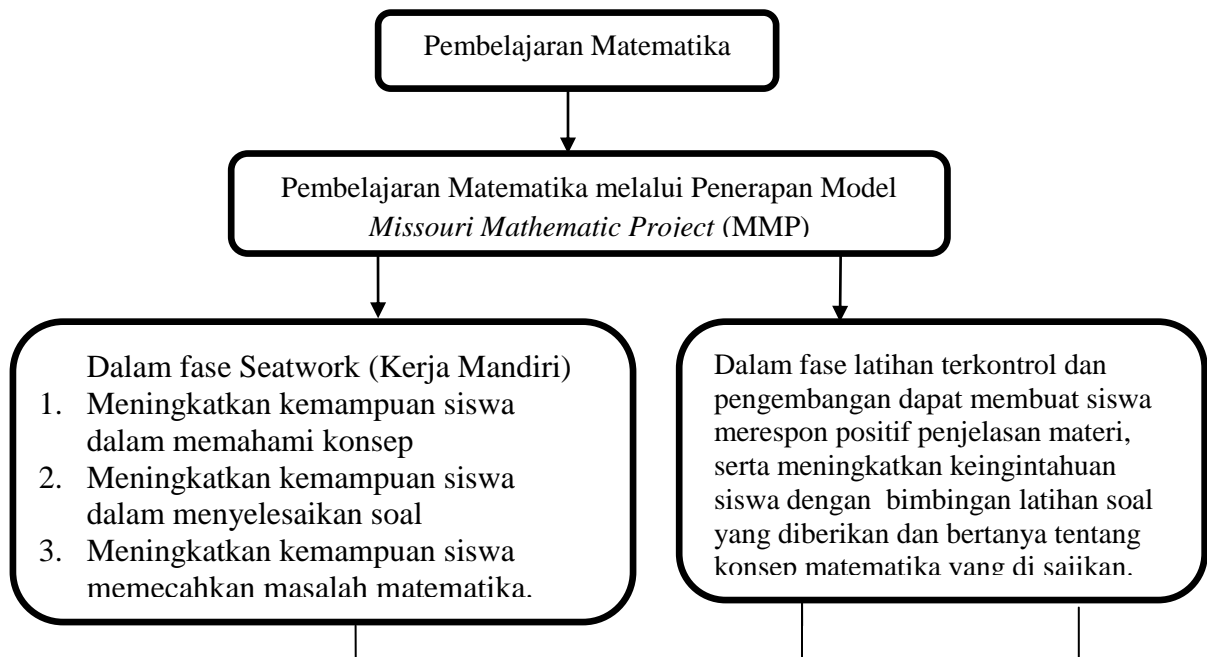 Pembelajaran Matematika
Pembelajaran Matematika melalui Penerapan Model
Missouri Mathematic Project (MMP)
Dalam fase Seatwork (Kerja Mandiri)
1. Meningkatkan kemampuan siswa
dalam memahami konsep
2. Meningkatkan kemampuan siswa
dalam menyelesaikan soal
3. Meningkatkan kemampuan siswa
memecahkan masalah matematika.
Dalam fase latihan terkontrol dan
pengembangan dapat membuat siswa
merespon positif penjelasan materi,
serta meningkatkan keingintahuan
siswa dengan bimbingan latihan soal
yang diberikan dan bertanya tentang
konsep matematika yang di sajikan.